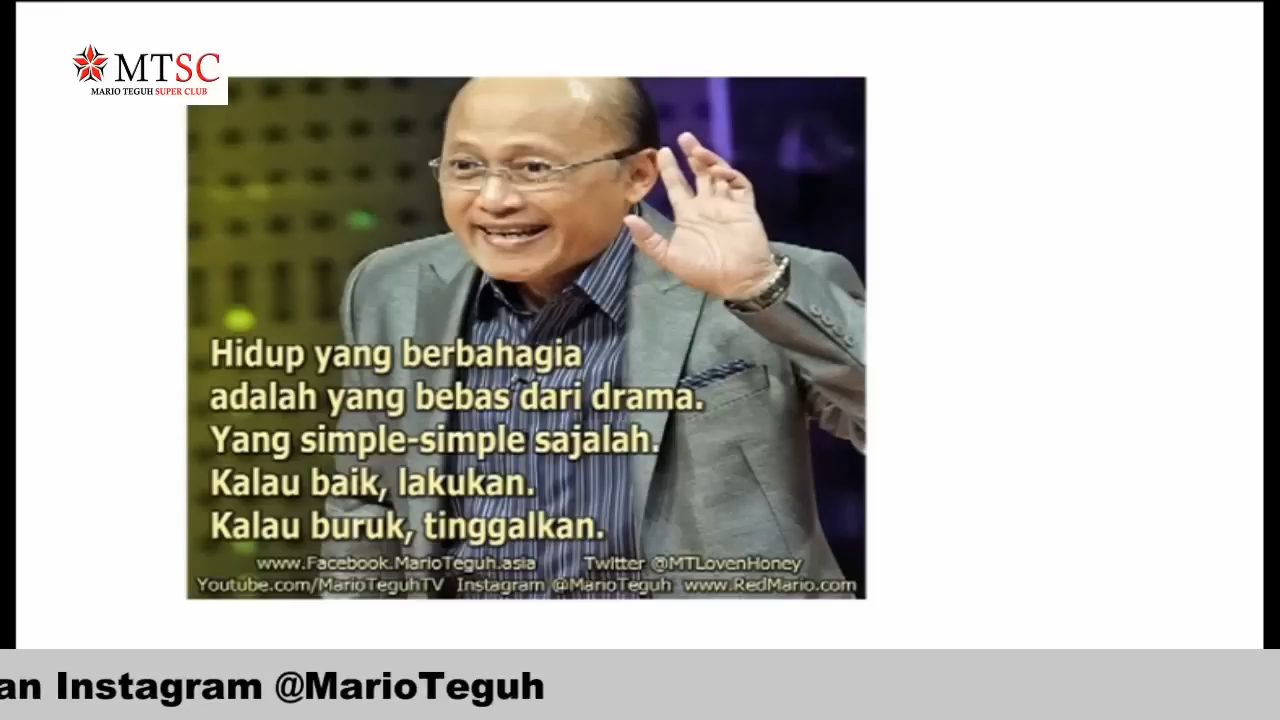 MTSC
MARIO TEGUH SUPER CLUB
Hidup yang berbahagia
adalah yang bebas dari drama.
Yang simple-simple sajalah.
Kalau baik, lakukan.
Kalau buruk, tinggalkan.
www.Facebook.MarioTeguh.asia Twitter @MTLovenHoney
Youtube.com/MarioTeguhTV Instagram @MarioTeguh www.RedMario.com
an Instagram @MarioTeguh